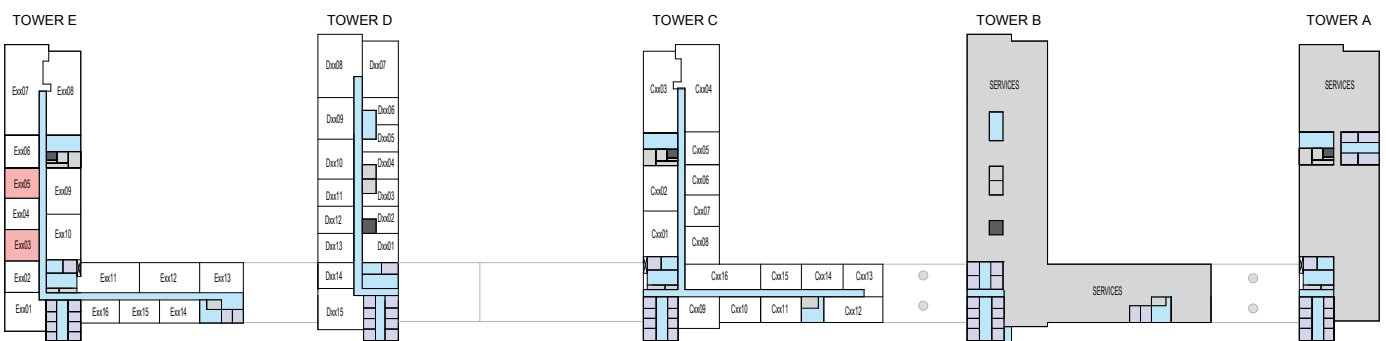 TOWER E
TOWER D
TOWER C
TOWER B
TOWER A
Exx07
Exx08
Exx06
Exx05
Exx09
Exx04
Exx03
Exx10
Exx02
Exx11
Exx12
Exx13
Exx01
Exx16
Exx15
Exx14
Dxx08
Dxx07
Dxx09
Dxx06
Dxx05
Dxx10
Dxx04
Dxx11
Dxx03
Dxx12
Dxx02
Dxx13
Dxx01
Dxx14
Dxx15
Cxx03
Cxx04
Cxx05
Cxx02
Cxx06
Cxx07
Cxx01
Cxx08
Cxx16
Cxx15
Cxx14
Cxx13
Cxx09
Cxx10
Cxx11
Cxx12
SERVICES
SERVICES
SERVICES